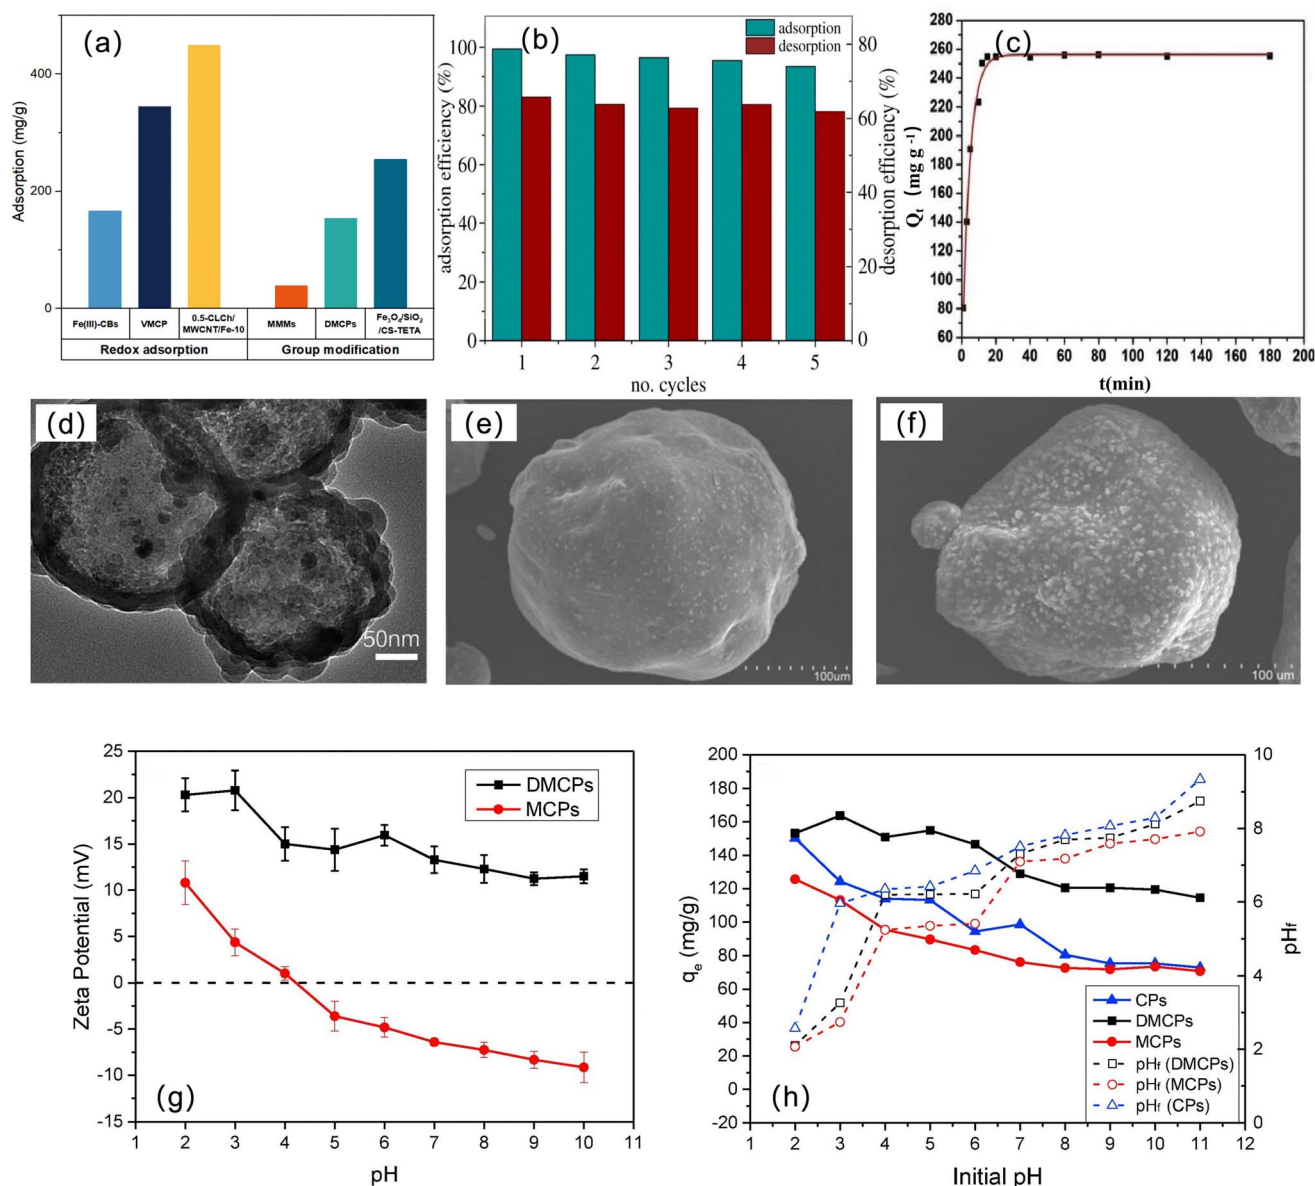 (a)
Adsorption (mg/g)
400
200
0
Fe(III)-CBs
VMCP
0.5-CLCh/
MWCNT/Fe-10
MMMs
DMCPs
Fe₃O₄/SiO₂
/CS-TETA
Redox adsorption
Group modification
(b)
adsorption
desorption
adsorption efficiency (%)
100
80
60
40
20
0
desorption efficiency (%)
80
60
40
20
0
1 2 3 4 5
no. cycles
(c)
Qₜ (mg g⁻¹)
280
260
240
220
200
180
160
140
120
100
80
60
0 20 40 60 80 100 120 140 160 180 200
t(min)
(d)
50nm
(e)
100um
(f)
100 um
Zeta Potential (mV)
25
20
15
10
5
0
-5
-10
-15
DMCPs
MCPs
(g)
1 2 3 4 5 6 7 8 9 10 11
pH
qₑ (mg/g)
200
180
160
140
120
100
80
60
40
20
0
-20
10
8
6
4
2
0
pHf
CPs
DMCPs
MCPs
pHf (DMCPs)
pHf (MCPs)
pHf (CPs)
(h)
1 2 3 4 5 6 7 8 9 10 11 12
Initial pH